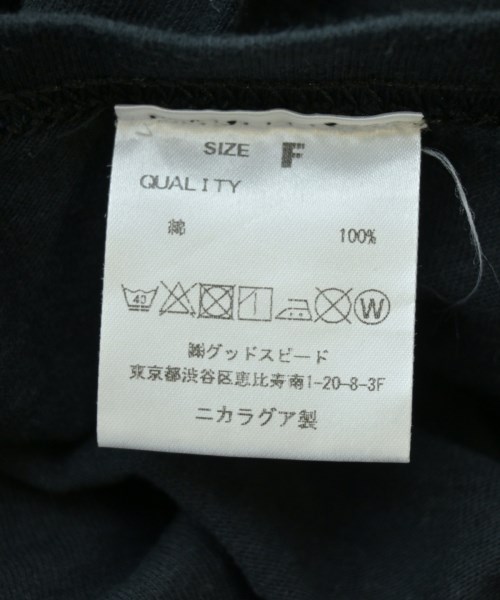 SIZE F
QUALITY
綿 100%
40 W
㈱グッドスピード
東京都渋谷区恵比寿南1-20-8-3F
ニカラグア製